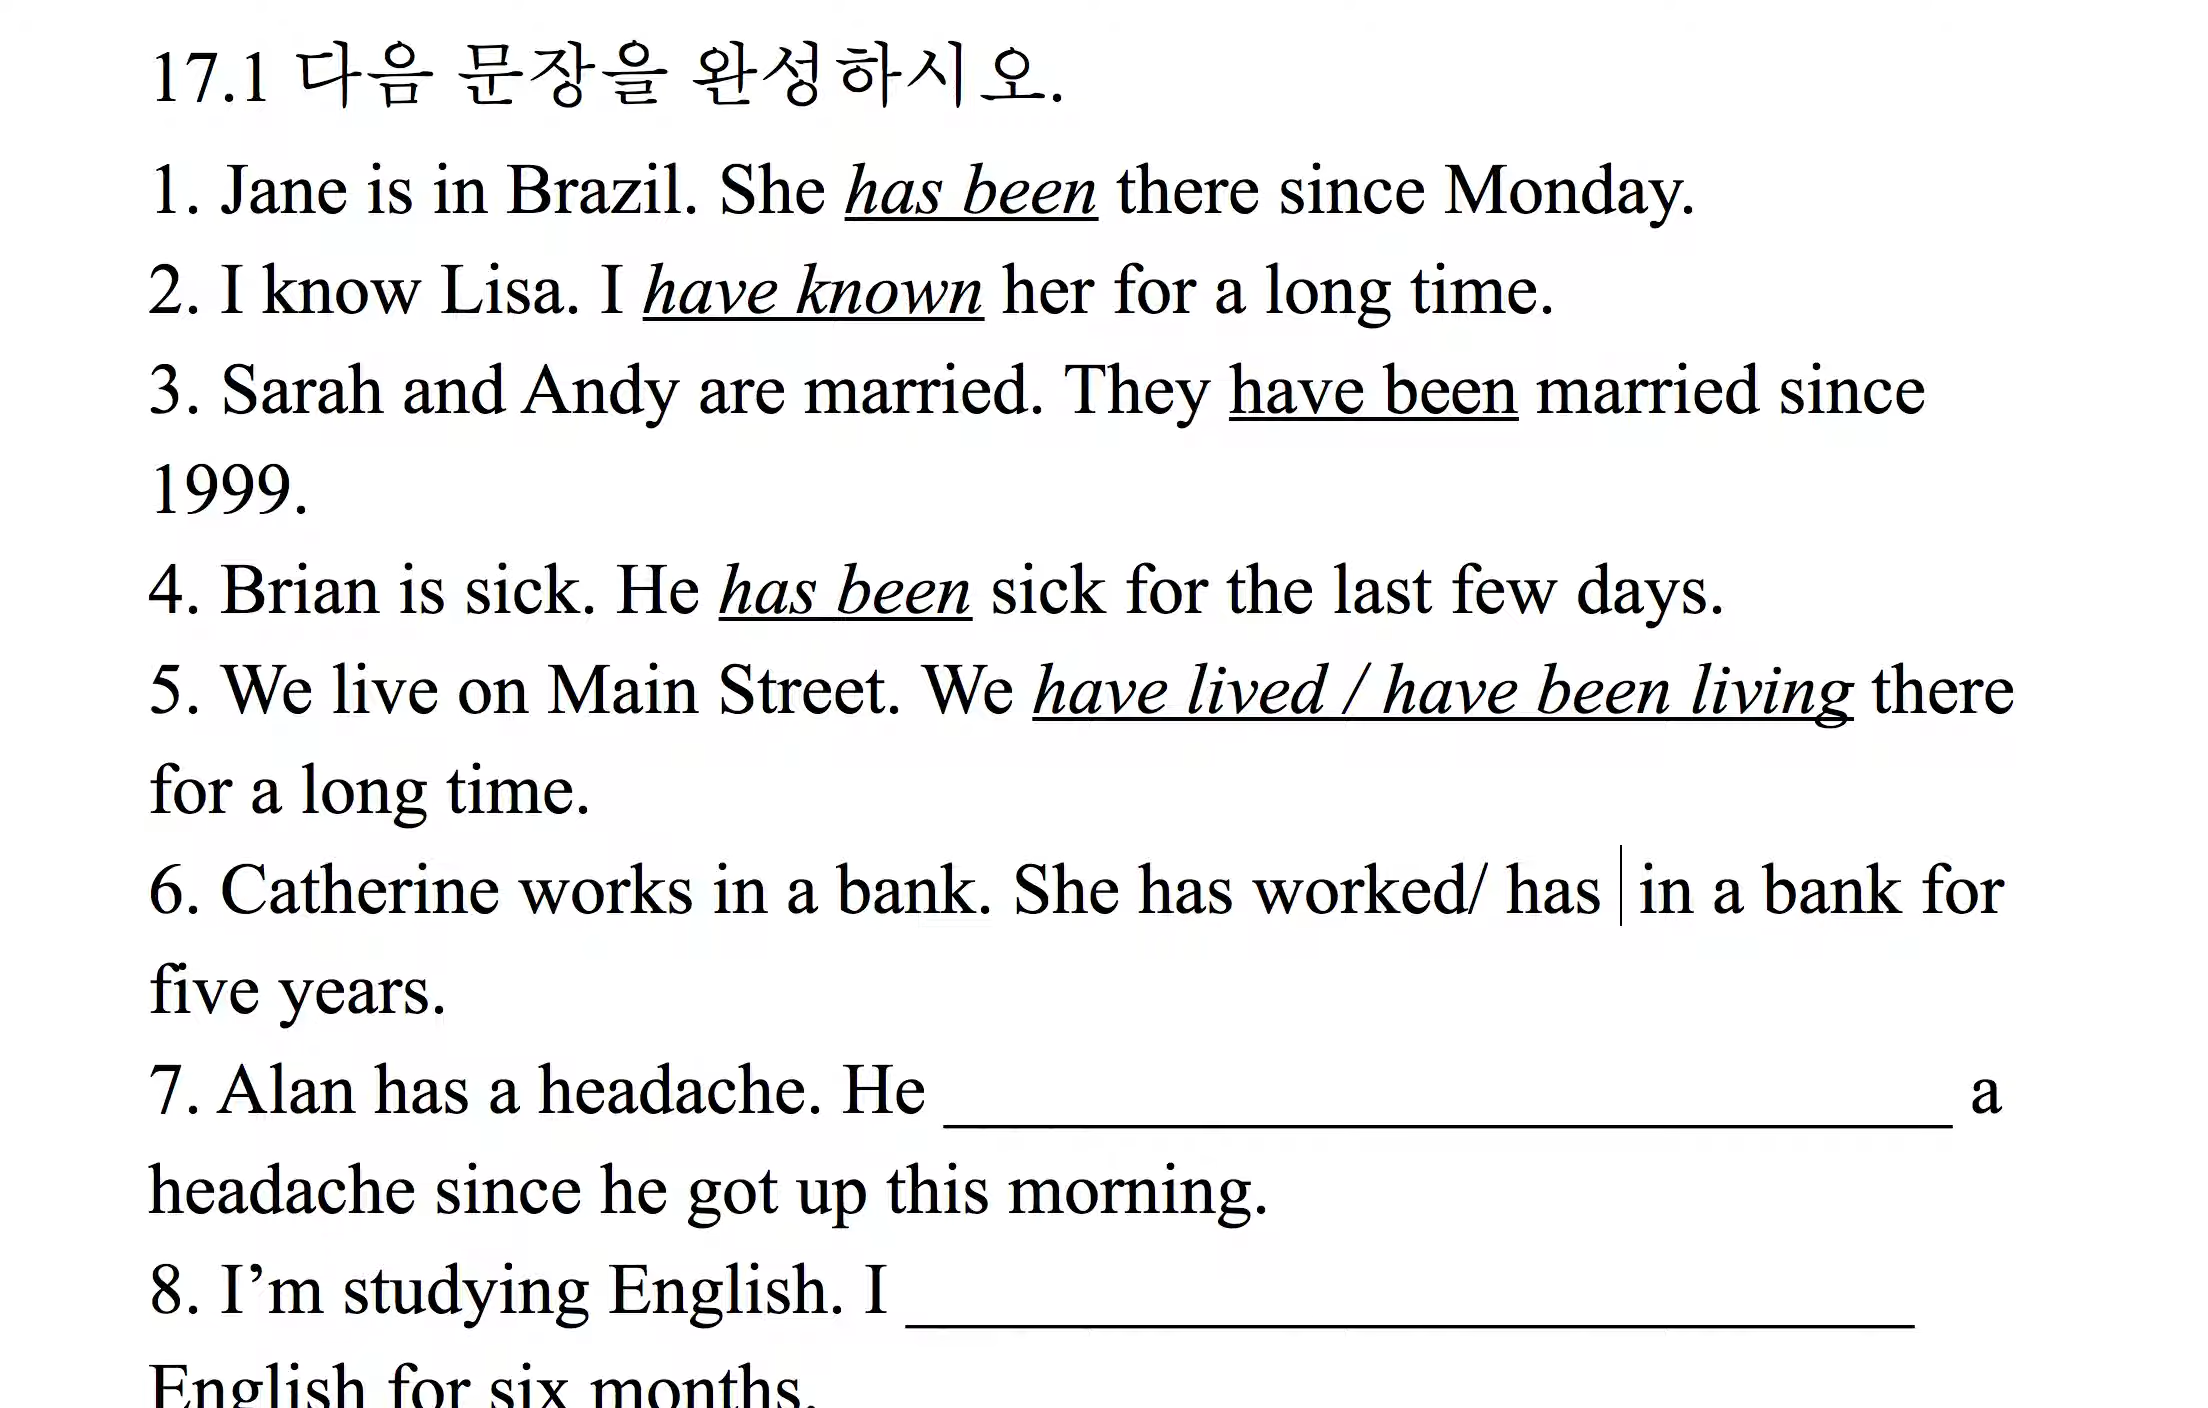 17.1 다음 문장을 완성하시오.
1. Jane is in Brazil. She has been there since Monday.
2. I know Lisa. I have known her for a long time.
3. Sarah and Andy are married. They have been married since
1999.
4. Brian is sick. He has been sick for the last few days.
5. We live on Main Street. We have lived / have been living there
for a long time.
6. Catherine works in a bank. She has worked/ has in a bank for
five years.
7. Alan has a headache. He ______________________________ a
headache since he got up this morning.
8. I’m studying English. I ______________________________
English for six months.